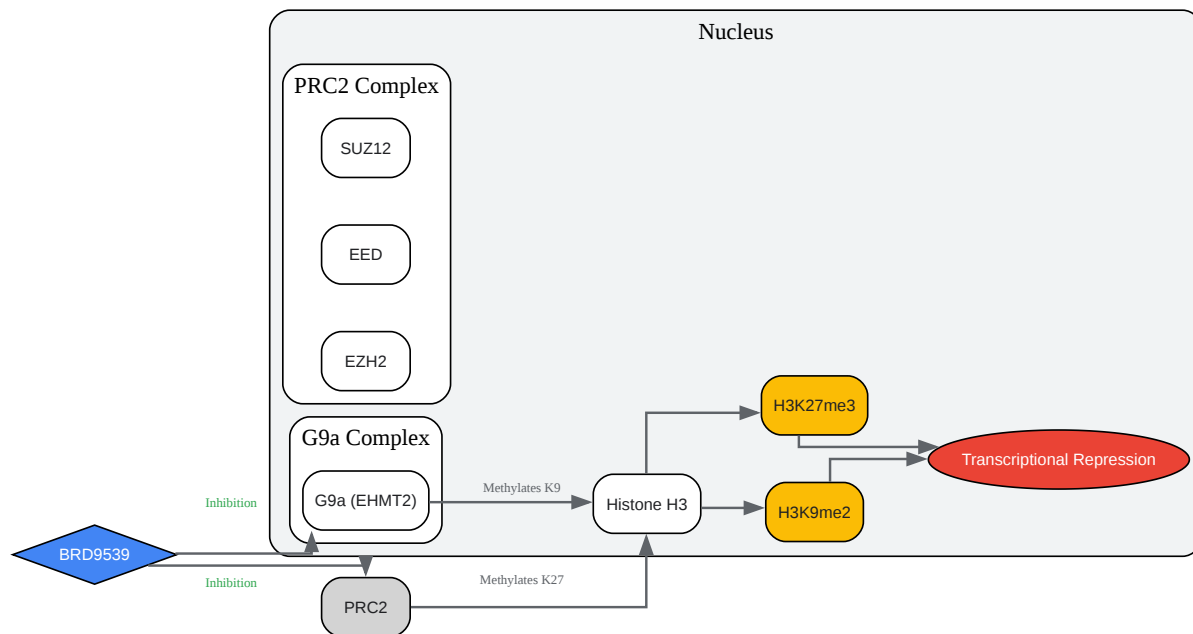 Nucleus
PRC2 Complex
SUZ12
EED
EZH2
H3K27me3
G9a Complex
Transcriptional Repression
G9a (EHMT2)
Methylates K9
Histone H3
H3K9me2
Inhibition
BRD9539
Inhibition
Methylates K27
PRC2